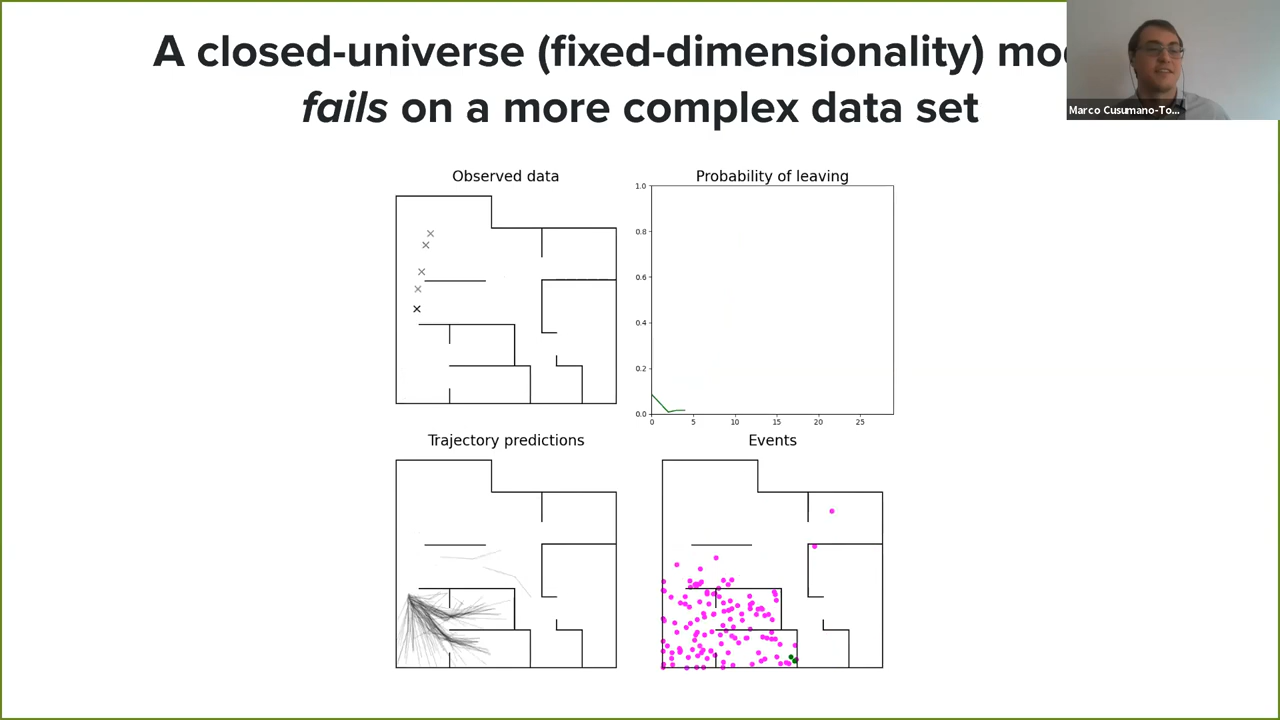 A closed-universe (fixed-dimensionality)
fails on a more complex data set
Marco Cusumano-To...
Observed data
Probability of leaving
1.0
0.8
0.6
0.4
0.2
0.0
0 5 10 15 20 25
Trajectory predictions
Events